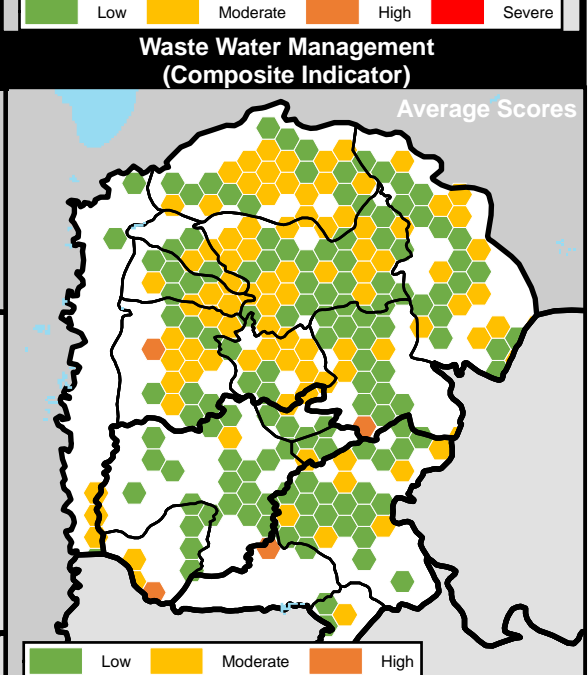 Low Moderate High Severe
Waste Water Management
(Composite Indicator)
Average Scores
Low Moderate High